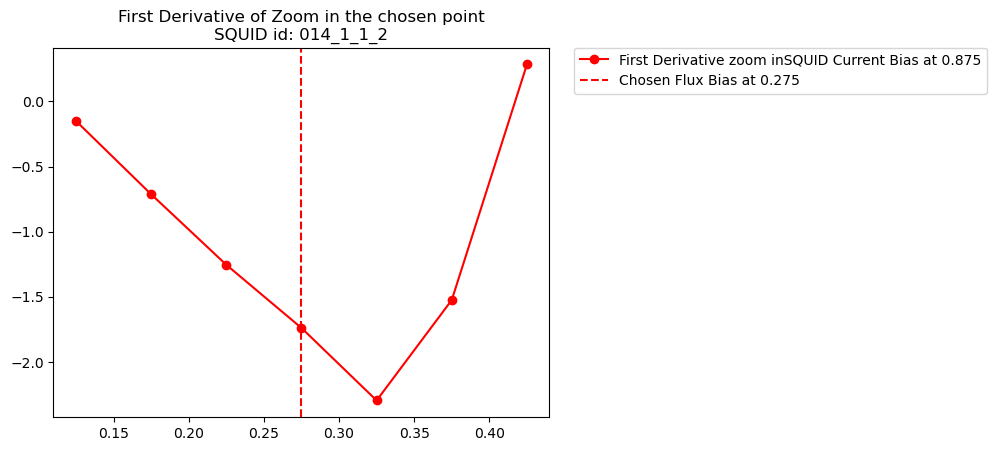 First Derivative of Zoom in the chosen point
SQUID id: 014_1_1_2
First Derivative zoom inSQUID Current Bias at 0.875
Chosen Flux Bias at 0.275
0.0
−0.5
−1.0
−1.5
−2.0
0.15 0.20 0.25 0.30 0.35 0.40